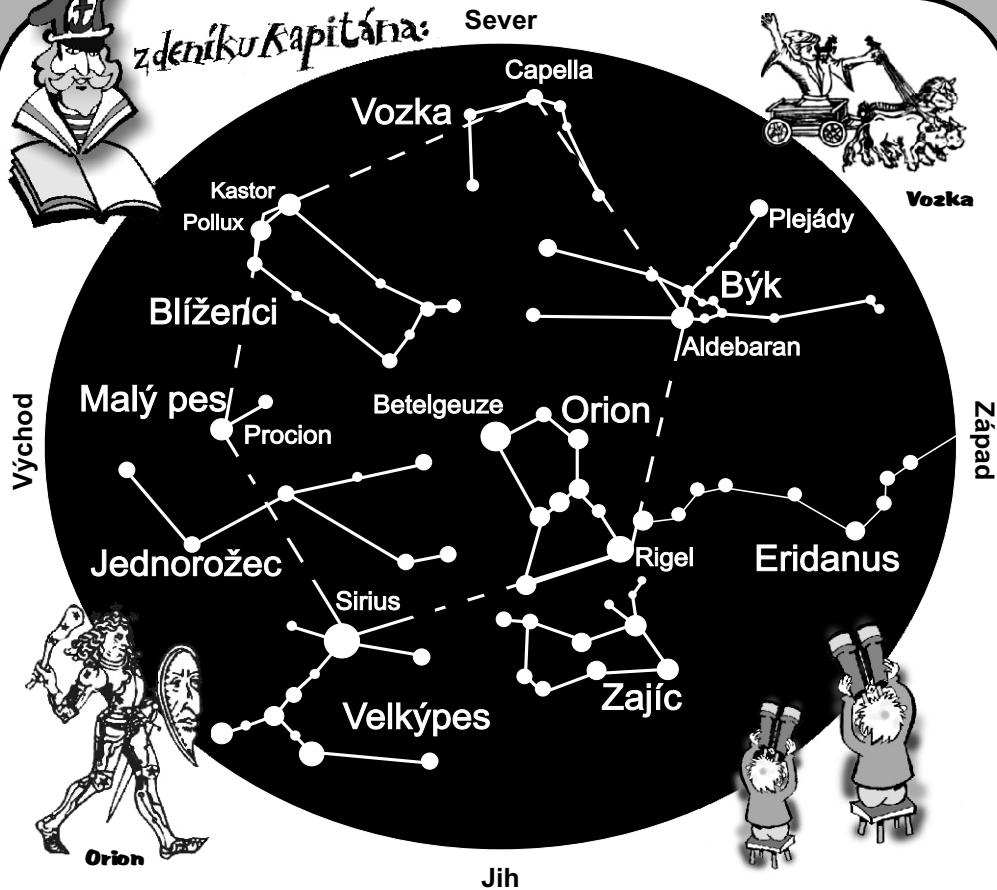 z deníku Kapitána:
Sever
Capella
Vozka
Vozka
Kastor
Pollux
Plejády
Blíženci
Býk
Aldebaran
Malý pes
Procion
Betelgeuze
Orion
Východ
Západ
Jednorožec
Rigel
Eridanus
Sirius
Zajíc
Velkýpes
Orion
Jih